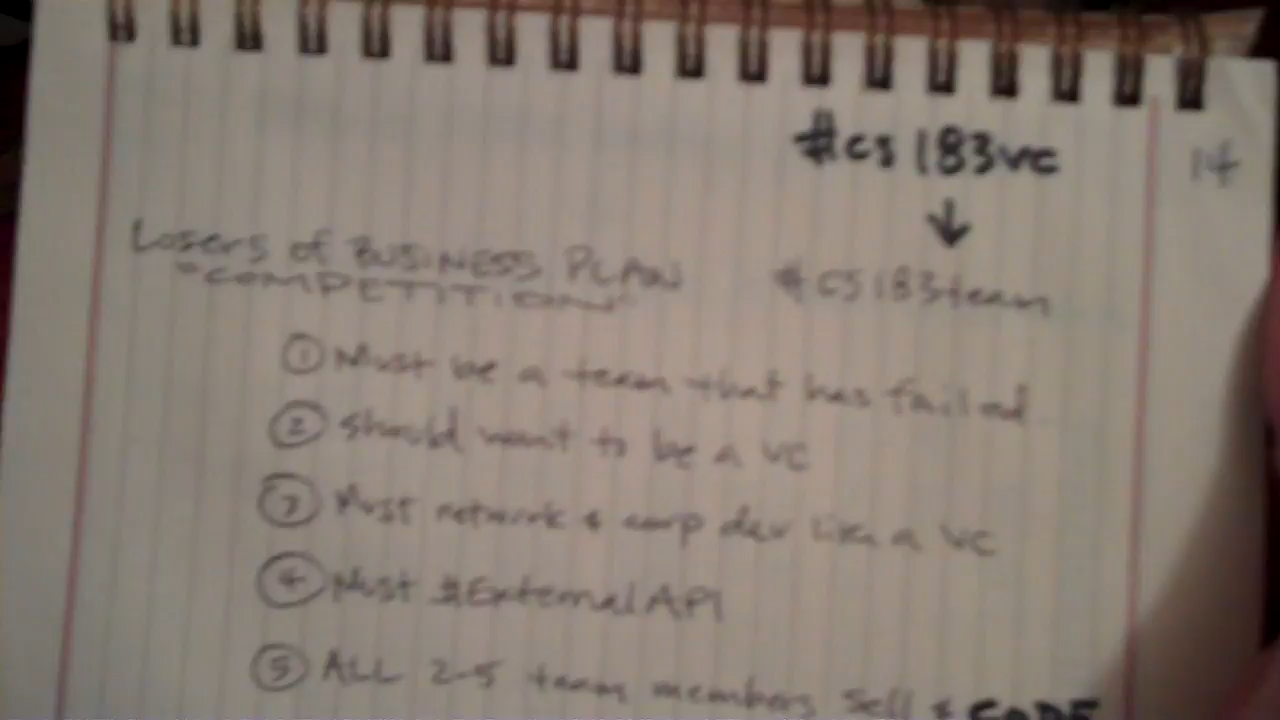 #cs183vc
14
↓
Losers of BUSINESS PLAN
"COMPETITION"
#cs183team
① Must be a team that has failed
② Should want to be a VC
③ Must network & corp dev like a VC
④ Must #ExternalAPI
⑤ ALL 2-5 team members sell & CODE